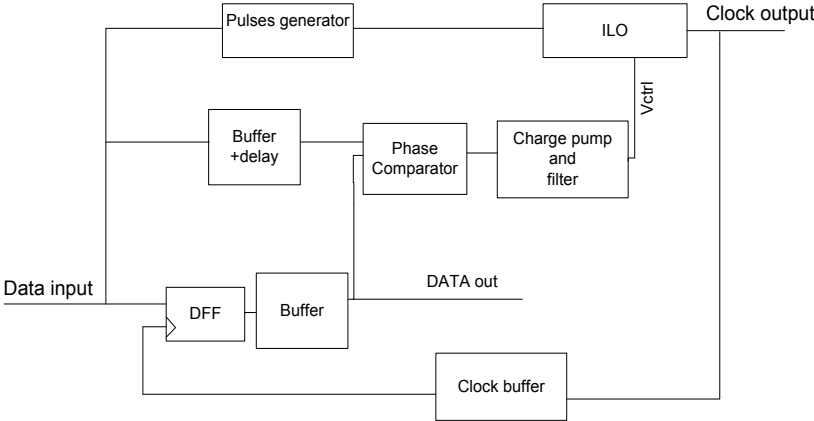 Clock output
Pulses generator
ILO
Vctrl
Buffer
+delay
Phase
Comparator
Charge pump
and
filter
Data input
DATA out
DFF
Buffer
Clock buffer